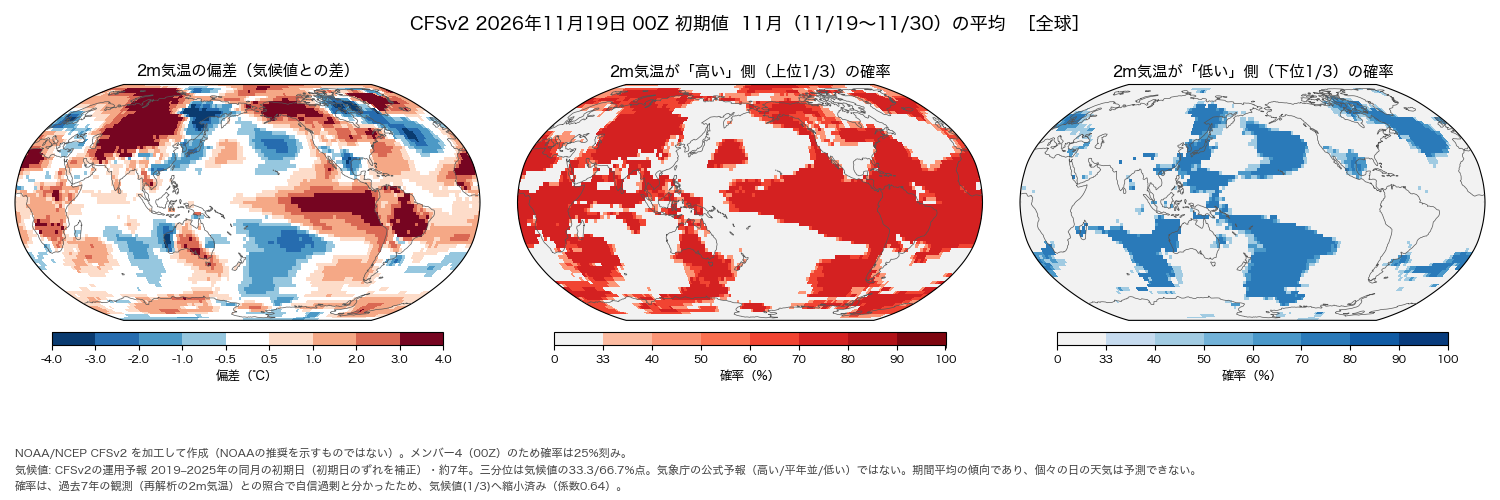 CFSv2 2026年11月19日 00Z 初期値 11月（11/19〜11/30）の平均 ［全球］
2m気温の偏差（気候値との差）
2m気温が「高い」側（上位1/3）の確率
2m気温が「低い」側（下位1/3）の確率
-4.0 -3.0 -2.0 -1.0 -0.5 0.5 1.0 2.0 3.0 4.0
偏差（℃）
0 33 40 50 60 70 80 90 100
確率（%）
0 33 40 50 60 70 80 90 100
確率（%）
NOAA/NCEP CFSv2 を加工して作成（NOAAの推奨を示すものではない）。メンバー4（00Z）のため確率は25%刻み。
気候値: CFSv2の運用予報 2019–2025年の同月の初期日（初期日のずれを補正）・約7年。三分位は気候値の33.3/66.7%点。気象庁の公式予報（高い/平年並/低い）ではない。期間平均の傾向であり、個々の日の天気は予測できない。
確率は、過去7年の観測（再解析の2m気温）との照合で自信過剰と分かったため、気候値(1/3)へ縮小済み（係数0.64）。